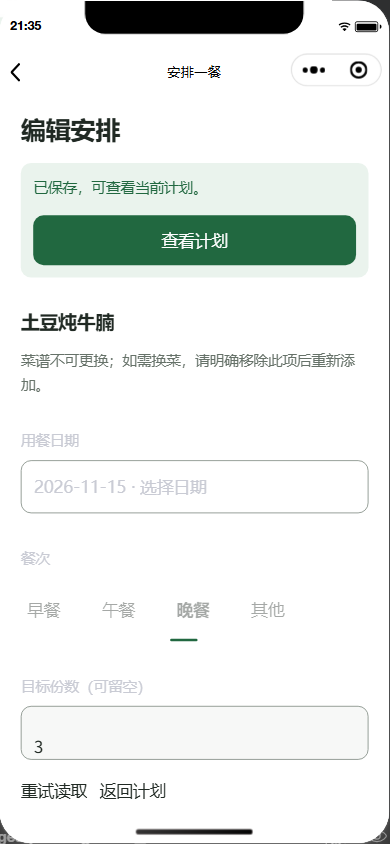 21:35
安排一餐
编辑安排
已保存，可查看当前计划。
查看计划
土豆炖牛腩
菜谱不可更换；如需换菜，请明确移除此项后重新添
加。
用餐日期
2026-11-15 · 选择日期
餐次
早餐 午餐 晚餐 其他
目标份数（可留空）
3
重试读取 返回计划